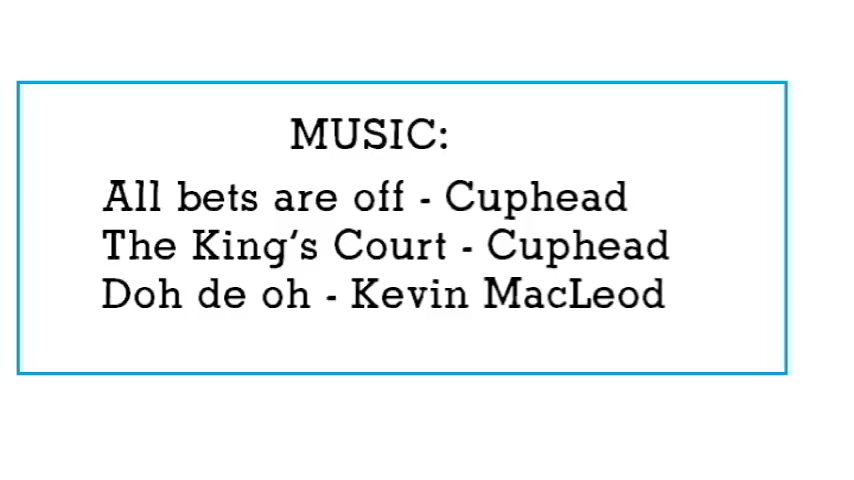 MUSIC:
All bets are off - Cuphead
The King’s Court - Cuphead
Doh de oh - Kevin MacLeod